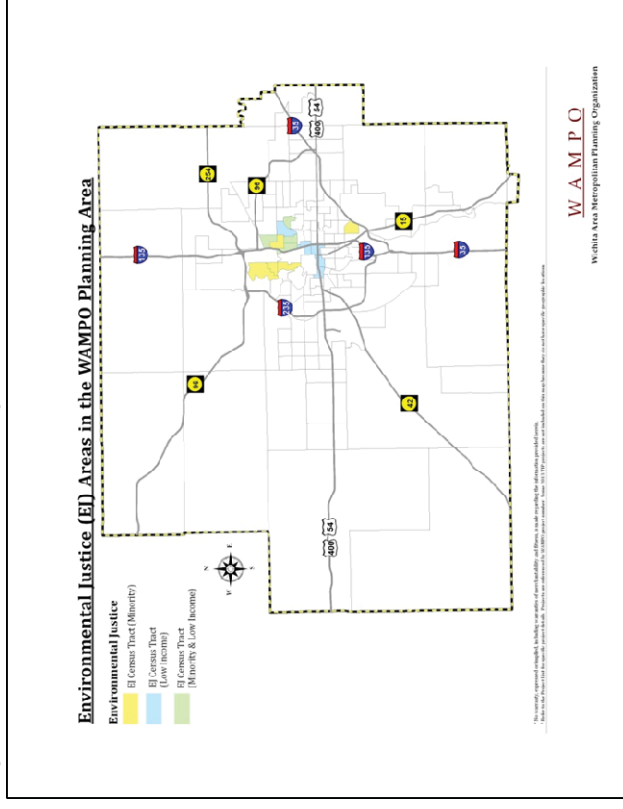 Environmental Justice (EJ) Areas in the WAMPO Planning Area
Environmental Justice
EJ Census Tract (Minority)
EJ Census Tract
(Low Income)
EJ Census Tract
(Minority & Low Income)
N
W
E
S
135
254
96
96
35
400
54
235
135
15
35
42
400
54
WAMPO
Wichita Area Metropolitan Planning Organization